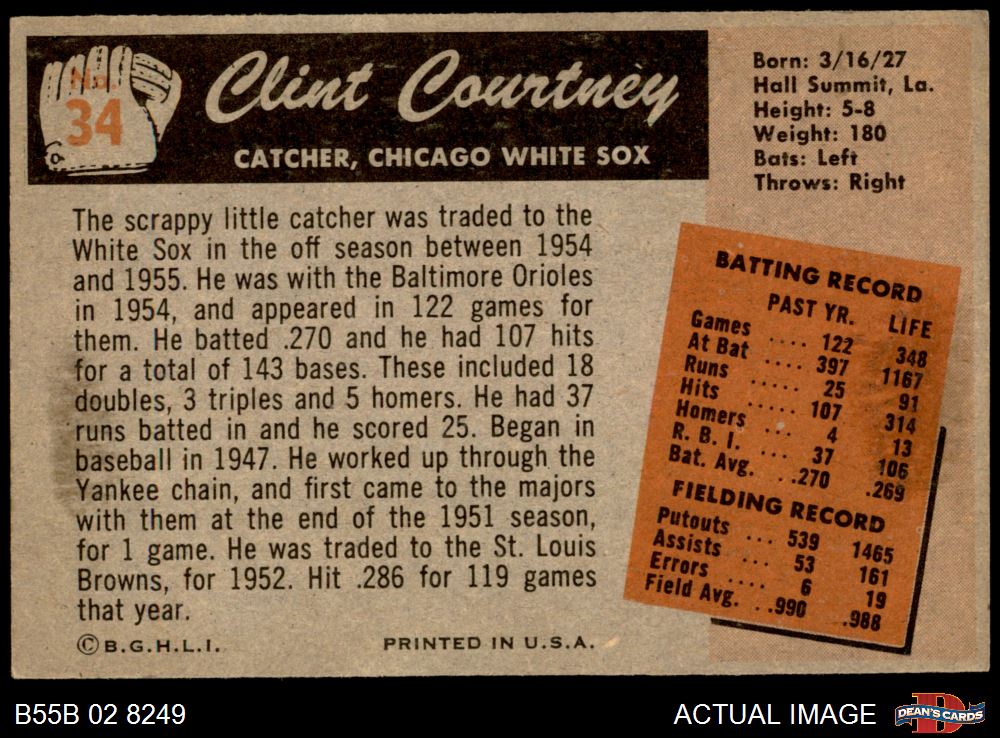 No.
34
Clint Courtney
CATCHER, CHICAGO WHITE SOX
Born: 3/16/27
Hall Summit, La.
Height: 5-8
Weight: 180
Bats: Left
Throws: Right
The scrappy little catcher was traded to the
White Sox in the off season between 1954
and 1955. He was with the Baltimore Orioles
in 1954, and appeared in 122 games for
them. He batted .270 and he had 107 hits
for a total of 143 bases. These included 18
doubles, 3 triples and 5 homers. He had 37
runs batted in and he scored 25. Began in
baseball in 1947. He worked up through the
Yankee chain, and first came to the majors
with them at the end of the 1951 season,
for 1 game. He was traded to the St. Louis
Browns, for 1952. Hit .286 for 119 games
that year.
©B.G.H.L.I. PRINTED IN U.S.A.
BATTING RECORD
PAST YR. LIFE
Games .... 122 348
At Bat .... 397 1167
Runs ..... 25 91
Hits ..... 107 314
Homers ... 4 13
R. B. I. ... 37 106
Bat. Avg. ..270 .269
FIELDING RECORD
Putouts ... 539 1465
Assists ... 53 161
Errors .... 6 19
Field Avg. ..990 .988
B55B 02 8249
ACTUAL IMAGE
D
DEAN'S CARDS